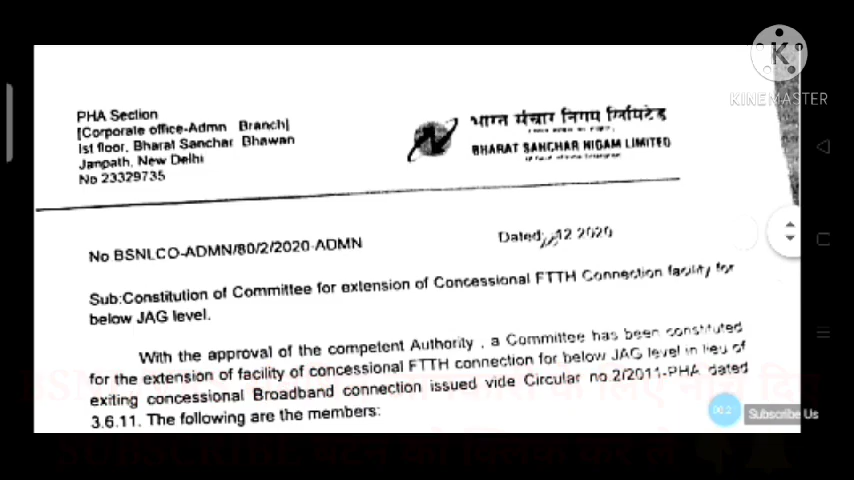 PHA Section
[Corporate office-Admn Branch]
Ist floor, Bharat Sanchar Bhawan
Janpath, New Delhi
No 23329735
भारत संचार निगम लिमिटेड
BHARAT SANCHAR NIGAM LIMITED
KINEMASTER
No BSNLCO-ADMN/80/2/2020-ADMN
Dated: 12 2020
Sub:Constitution of Committee for extension of Concessional FTTH Connection facility for
below JAG level.
With the approval of the competent Authority , a Committee has been constituted
for the extension of facility of concessional FTTH connection for below JAG level in lieu of
exiting concessional Broadband connection issued vide Circular no.2/2011-PHA dated
3.6.11. The following are the members:
Subscribe Us
SUBSCRIBE बटन को क्लिक कर ले